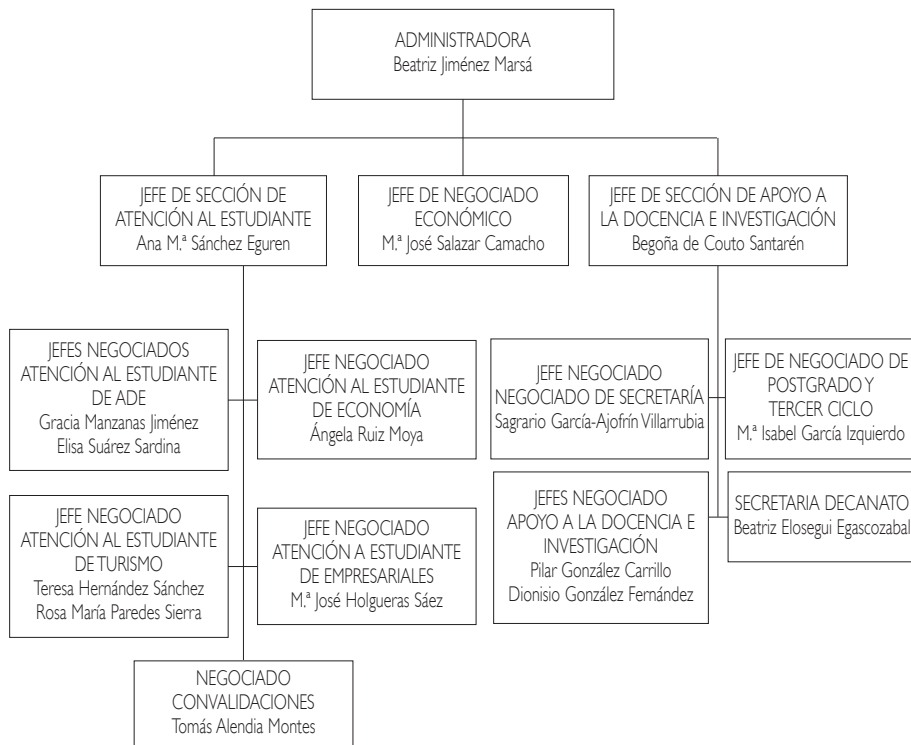 ADMINISTRADORA
Beatriz Jiménez Marsá
JEFE DE SECCIÓN DE
ATENCIÓN AL ESTUDIANTE
Ana M.ª Sánchez Eguren
JEFE DE NEGOCIADO
ECONÓMICO
M.ª José Salazar Camacho
JEFE DE SECCIÓN DE APOYO A
LA DOCENCIA E INVESTIGACIÓN
Begoña de Couto Santarén
JEFES NEGOCIADOS
ATENCIÓN AL ESTUDIANTE
DE ADE
Gracia Manzanas Jiménez
Elisa Suárez Sardina
JEFE NEGOCIADO
ATENCIÓN AL ESTUDIANTE
DE ECONOMÍA
Ángela Ruiz Moya
JEFE NEGOCIADO
NEGOCIADO DE SECRETARÍA
Sagrario García-Ajofrín Villarrubia
JEFE DE NEGOCIADO DE
POSTGRADO Y
TERCER CICLO
M.ª Isabel García Izquierdo
JEFE NEGOCIADO
ATENCIÓN AL ESTUDIANTE
DE TURISMO
Teresa Hernández Sánchez
Rosa María Paredes Sierra
JEFE NEGOCIADO
ATENCIÓN A ESTUDIANTE
DE EMPRESARIALES
M.ª José Holgueras Sáez
JEFES NEGOCIADO
APOYO A LA DOCENCIA E
INVESTIGACIÓN
Pilar González Carrillo
Dionisio González Fernández
SECRETARIA DECANATO
Beatriz Elosegui Egascozabal
NEGOCIADO
CONVALIDACIONES
Tomás Alendia Montes